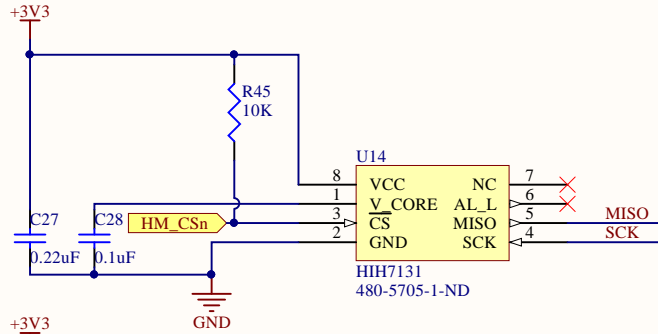 +3V3
R45
10K
U14
8 VCC NC 7
1 V_CORE AL_L 6
3 CS MISO 5 MISO
2 GND SCK 4 SCK
C27
0.22uF
C28
0.1uF
HM_CSn
HIH7131
480-5705-1-ND
GND
+3V3